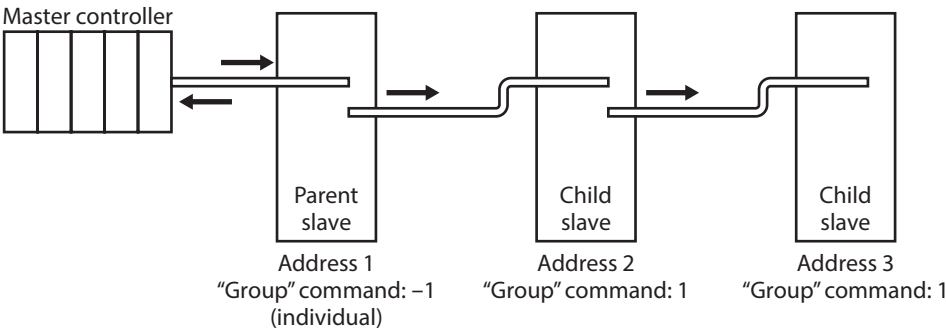 Master controller
Parent
slave
Child
slave
Child
slave
Address 1
"Group" command: –1
(individual)
Address 2
"Group" command: 1
Address 3
"Group" command: 1